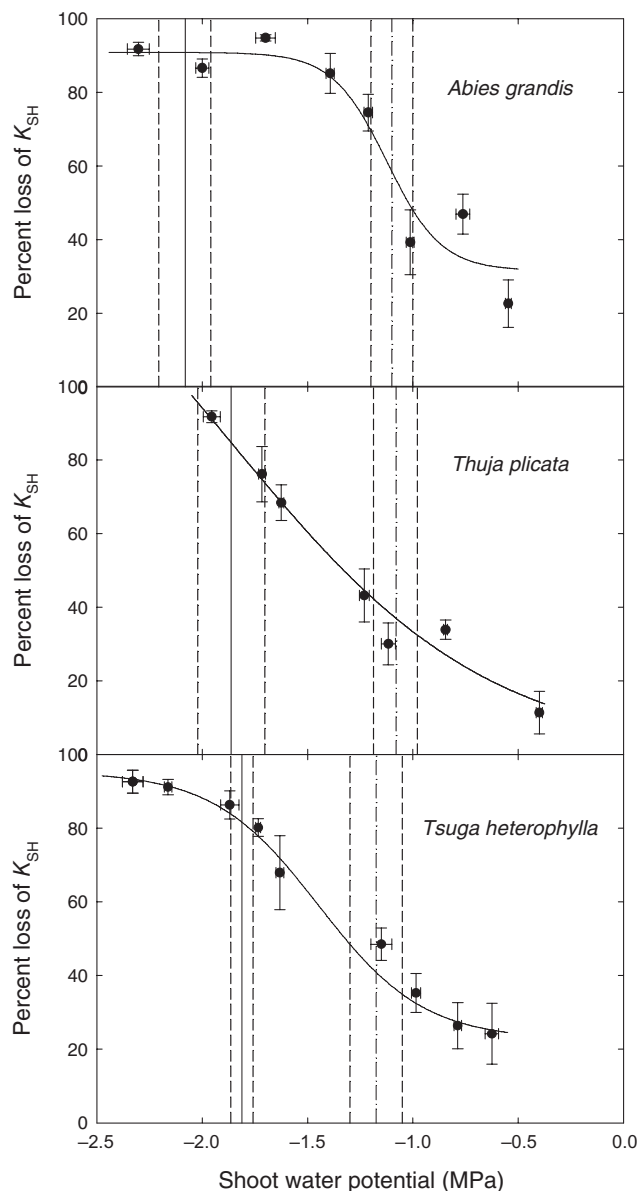 100
80
60
40
20
0
Percent loss of K_SH
Abies grandis
100
80
60
40
20
0
Percent loss of K_SH
Thuja plicata
100
80
60
40
20
0
Percent loss of K_SH
Tsuga heterophylla
–2.5 –2.0 –1.5 –1.0 –0.5 0.0
Shoot water potential (MPa)